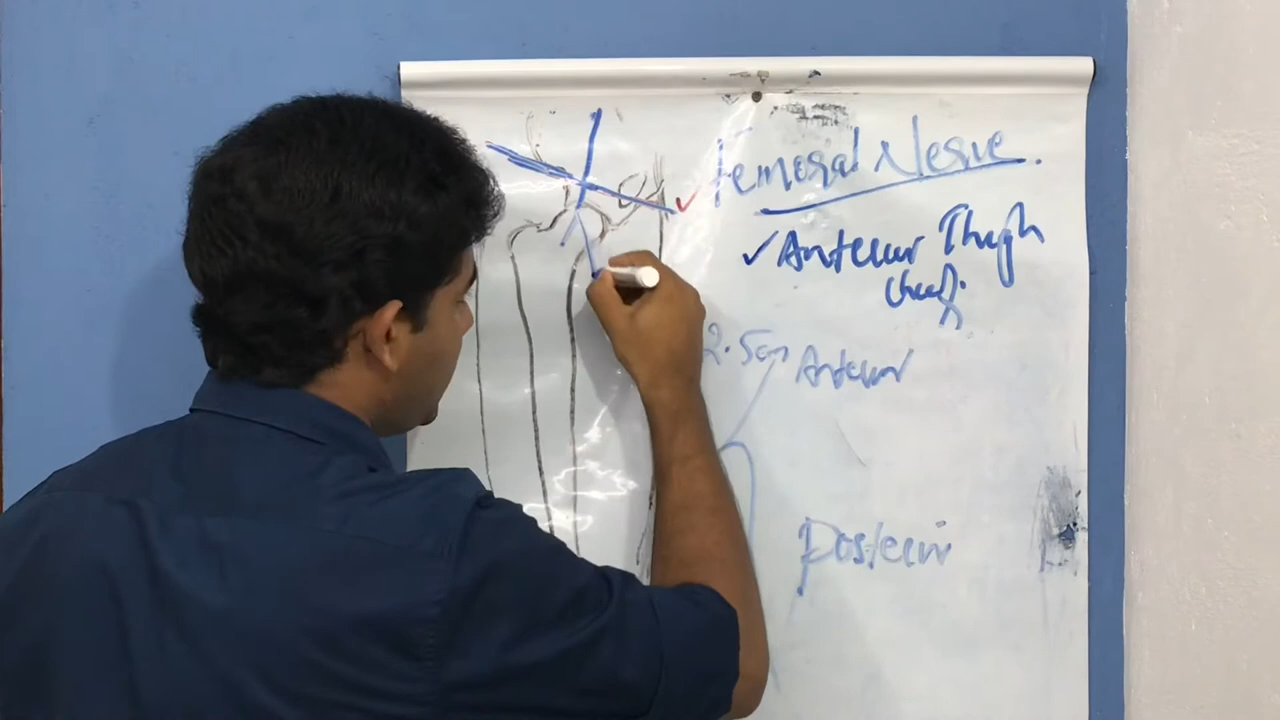 Femoral Nerve.
✓ Anterior Thigh
2.5cm Anterior
Posterior